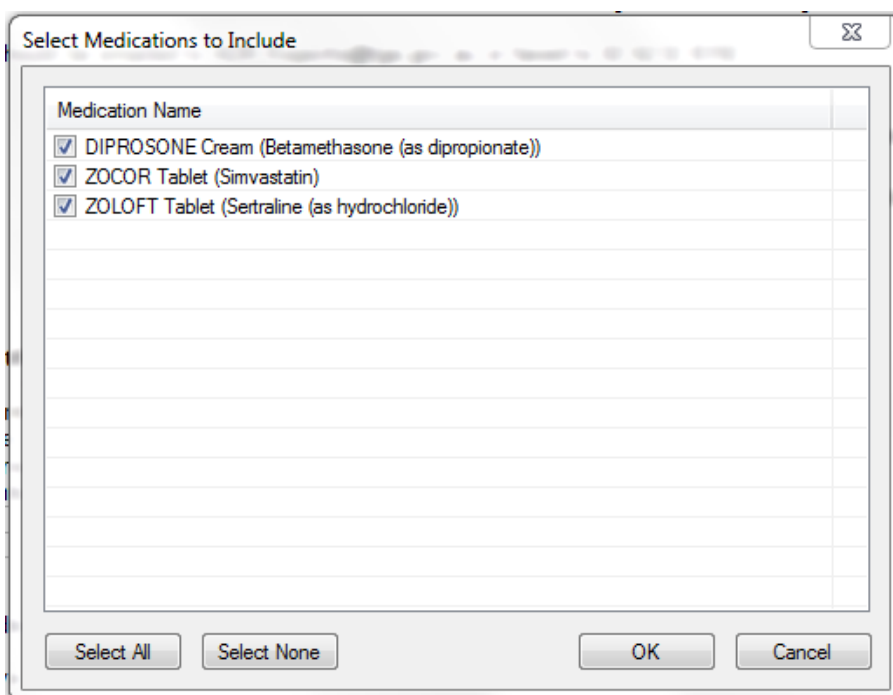 Select Medications to Include
Medication Name
DIPROSONE Cream (Betamethasone (as dipropionate))
ZOCOR Tablet (Simvastatin)
ZOLOFT Tablet (Sertraline (as hydrochloride))
Select All Select None OK Cancel